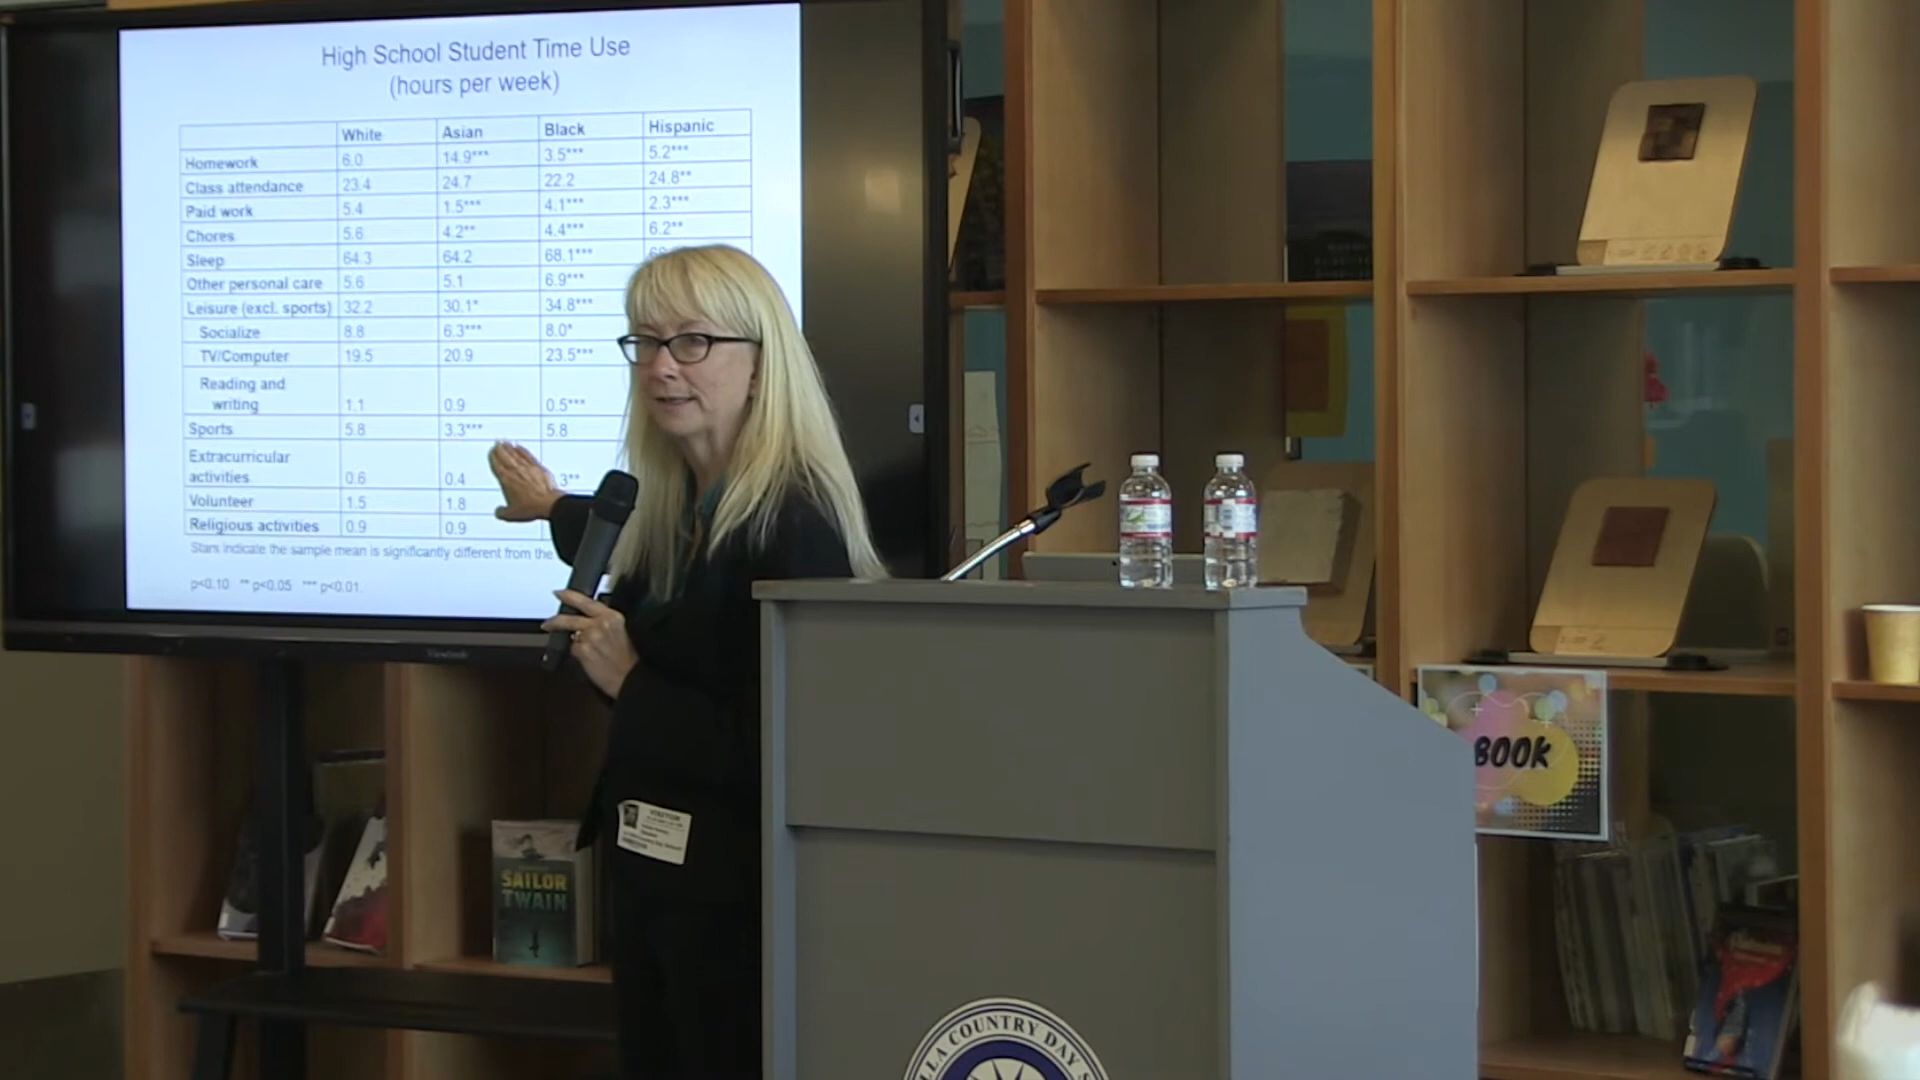 High School Student Time Use
(hours per week)
White Asian Black Hispanic
Homework 6.0 14.9*** 3.5*** 5.2***
Class attendance 23.4 24.7 22.2 24.8**
Paid work 5.4 1.5*** 4.1*** 2.3***
Chores 5.6 4.2** 4.4*** 6.2**
Sleep 64.3 64.2 68.1***
Other personal care 5.6 5.1 6.9***
Leisure (excl. sports) 32.2 30.1* 34.8***
Socialize 8.8 6.3*** 8.0*
TV/Computer 19.5 20.9 23.5***
Reading and
writing 1.1 0.9 0.5***
Sports 5.8 3.3*** 5.8
Extracurricular
activities 0.6 0.4 3**
Volunteer 1.5 1.8
Religious activities 0.9 0.9
Stars indicate the sample mean is significantly different from the
p<0.10 ** p<0.05 *** p<0.01
ViewSonic
VISITOR
BOOK
SAILOR
TWAIN
LLA COUNTRY DAY S